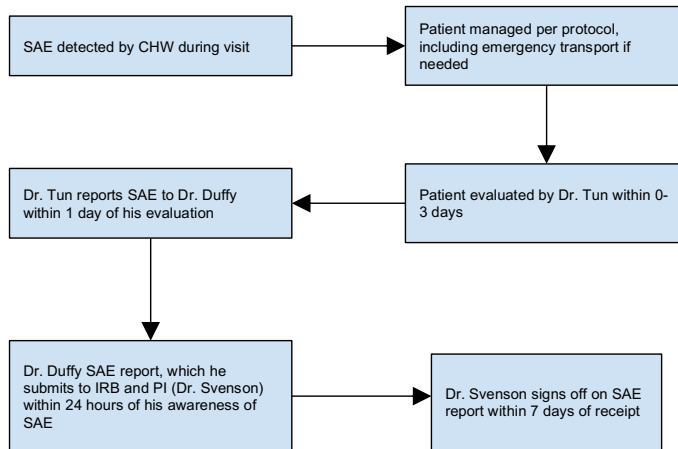 SAE detected by CHW during visit
Patient managed per protocol,
including emergency transport if
needed
Patient evaluated by Dr. Tun within 0-
3 days
Dr. Tun reports SAE to Dr. Duffy
within 1 day of his evaluation
Dr. Duffy SAE report, which he
submits to IRB and PI (Dr. Svenson)
within 24 hours of his awareness of
SAE
Dr. Svenson signs off on SAE
report within 7 days of receipt